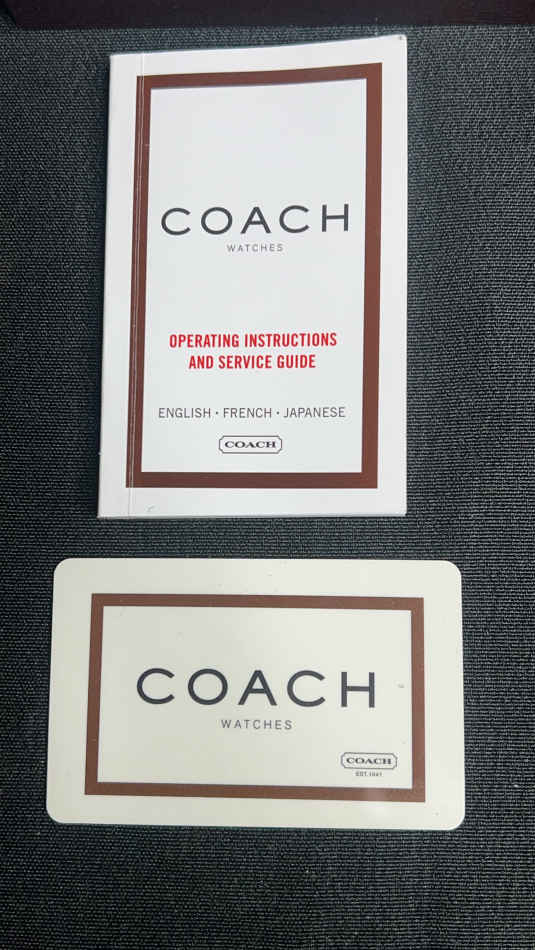 COACH
WATCHES
OPERATING INSTRUCTIONS
AND SERVICE GUIDE
ENGLISH · FRENCH · JAPANESE
COACH
COACH
WATCHES
COACH
EST. 1941